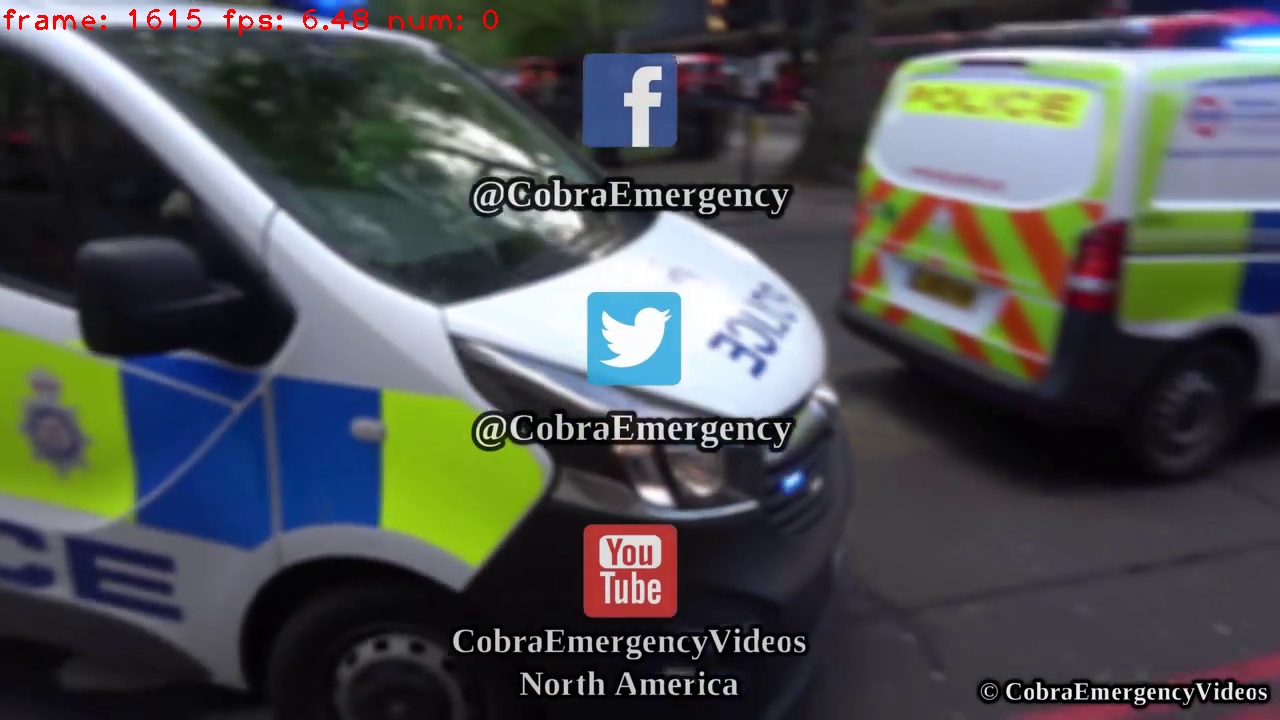 frame: 1615 fps: 6.48 num: 0
POLICE
f
@CobraEmergency
POLICE
@CobraEmergency
CE
You
Tube
CobraEmergencyVideos
North America
© CobraEmergencyVideos